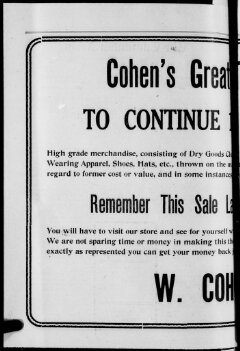 Cohen's Great
TO CONTINUE
High grade merchandise, consisting of Dry Goods
Wearing Apparel, Shoes, Hats, etc., thrown on the
regard to former cost or value, and in some instances
Remember This Sale
You will have to visit our store and see for yourself
We are not sparing time or money in making this
exactly as represented you can get your money back
W. COH